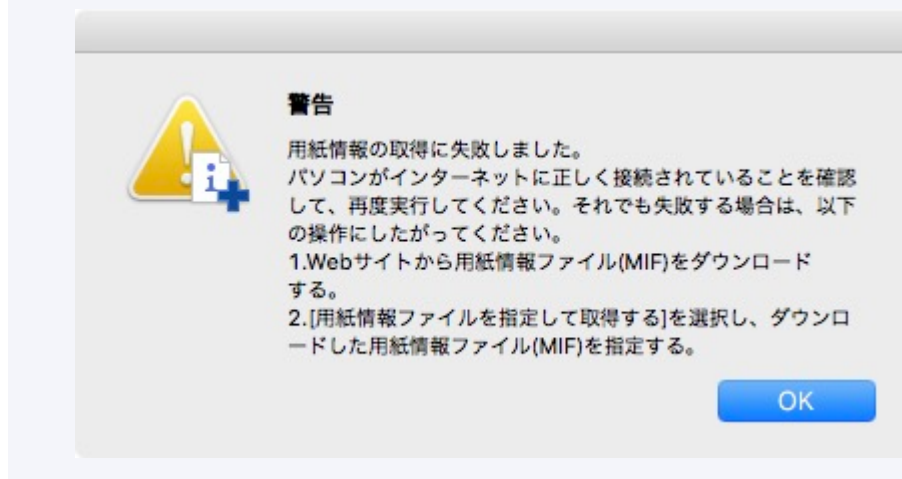 警告
用紙情報の取得に失敗しました。
パソコンがインターネットに正しく接続されていることを確認
して、再度実行してください。それでも失敗する場合は、以下
の操作にしたがってください。
1.Webサイトから用紙情報ファイル(MIF)をダウンロード
する。
2.[用紙情報ファイルを指定して取得する]を選択し、ダウンロ
ードした用紙情報ファイル(MIF)を指定する。
OK